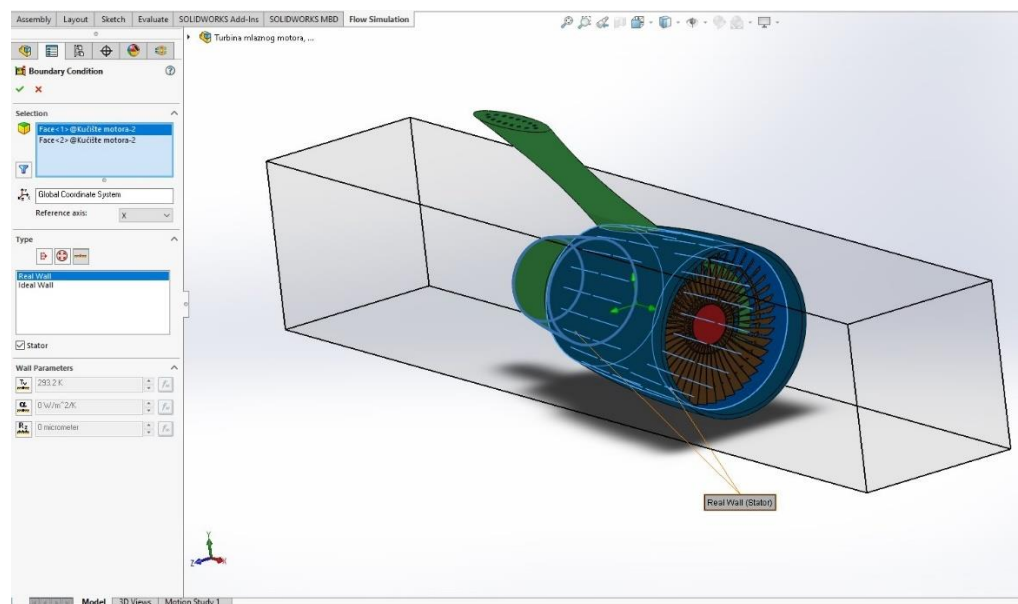 Assembly Layout Sketch Evaluate SOLIDWORKS Add-Ins SOLIDWORKS MBD Flow Simulation
Turbina mlaznog motora, ...
Boundary Condition
Selection
Face<1>@Kućište motora-2
Face<2>@Kućište motora-2
Global Coordinate System
Reference axis: X
Type
Real Wall
Ideal Wall
Stator
Wall Parameters
293.2 K
0 W/m^2/K
0 micrometer
Real Wall (Stator)
Y
Z X
Model 3D Views Motion Study 1